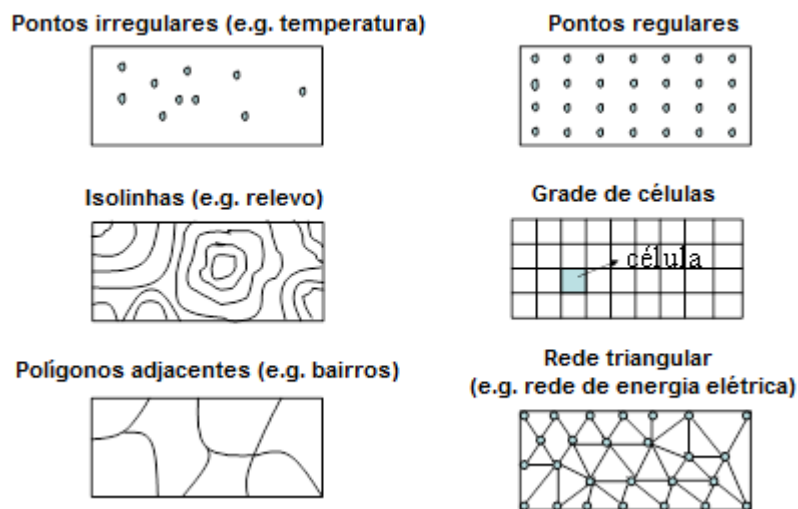 Pontos irregulares (e.g. temperatura)
Pontos regulares
Isolinhas (e.g. relevo)
Grade de células
célula
Polígonos adjacentes (e.g. bairros)
Rede triangular
(e.g. rede de energia elétrica)